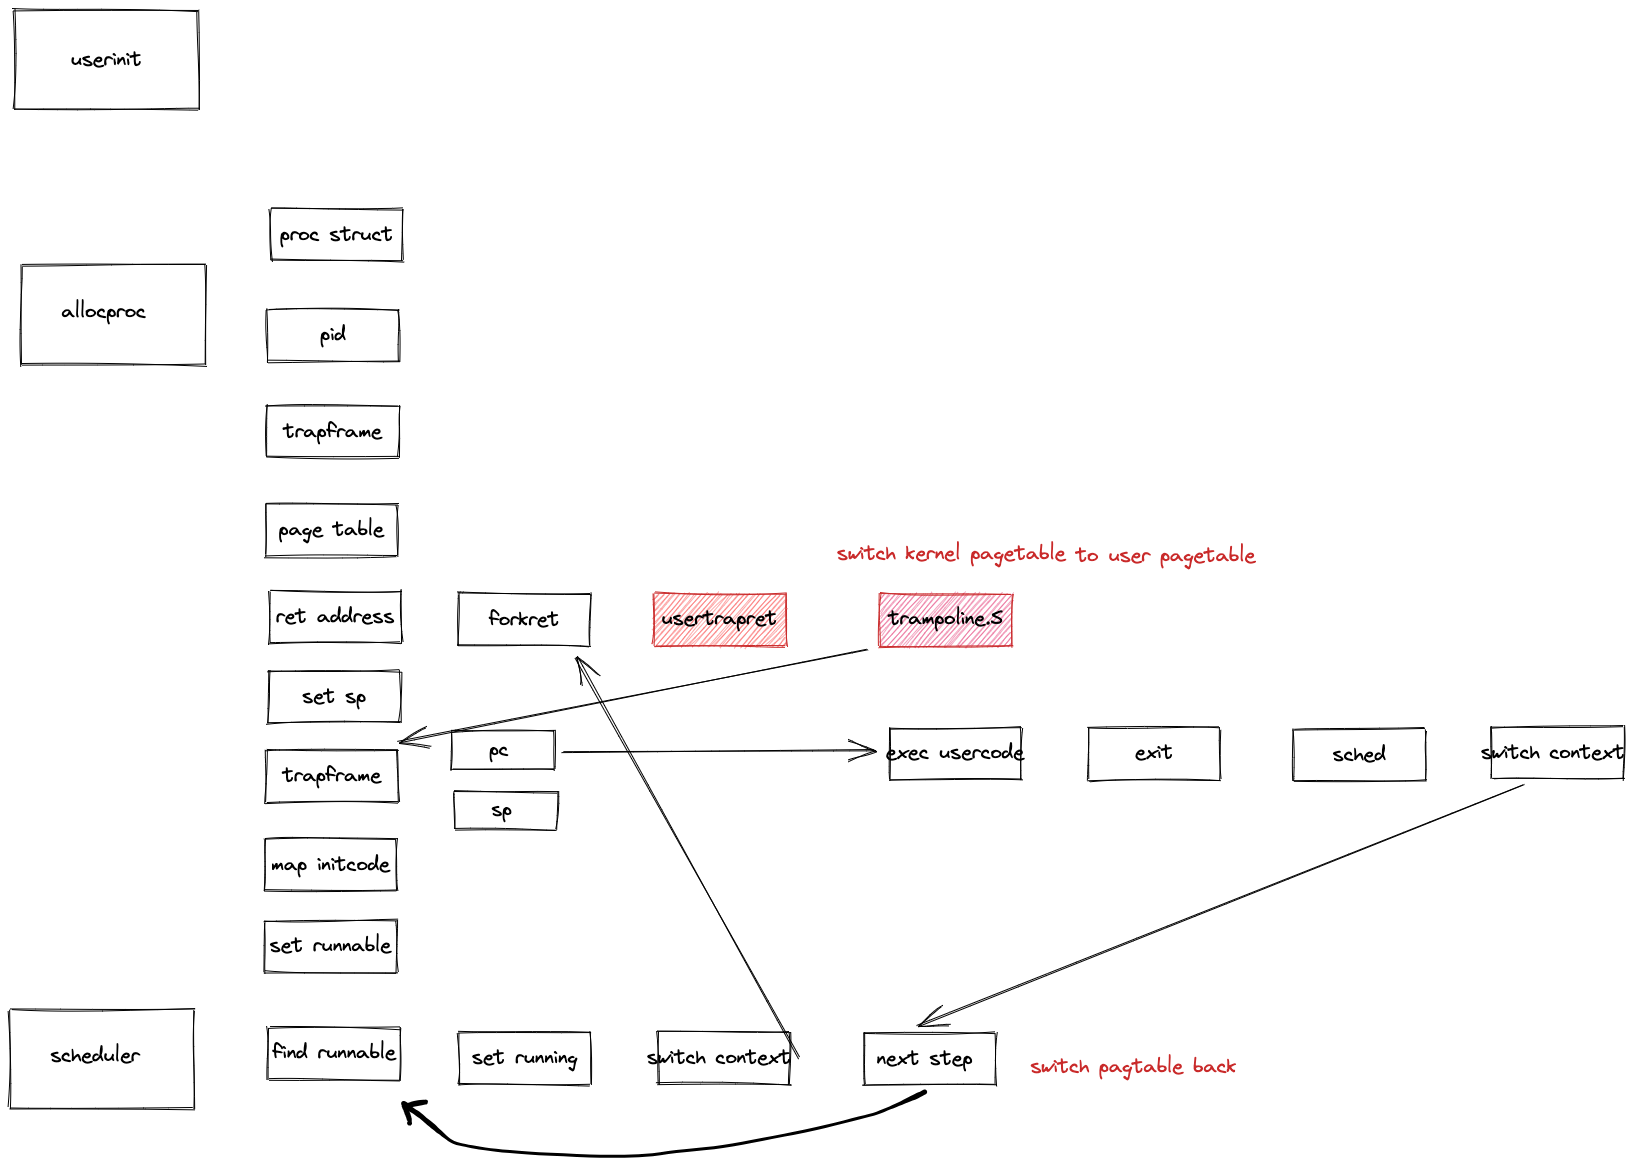 userinit
proc struct
allocproc
pid
trapframe
page table
switch kernel pagetable to user pagetable
ret address
forkret
usertrapret
trampoline.S
set sp
pc
exec usercode
exit
sched
switch context
trapframe
sp
map initcode
set runnable
scheduler
find runnable
set running
switch context
next step
switch pagtable back